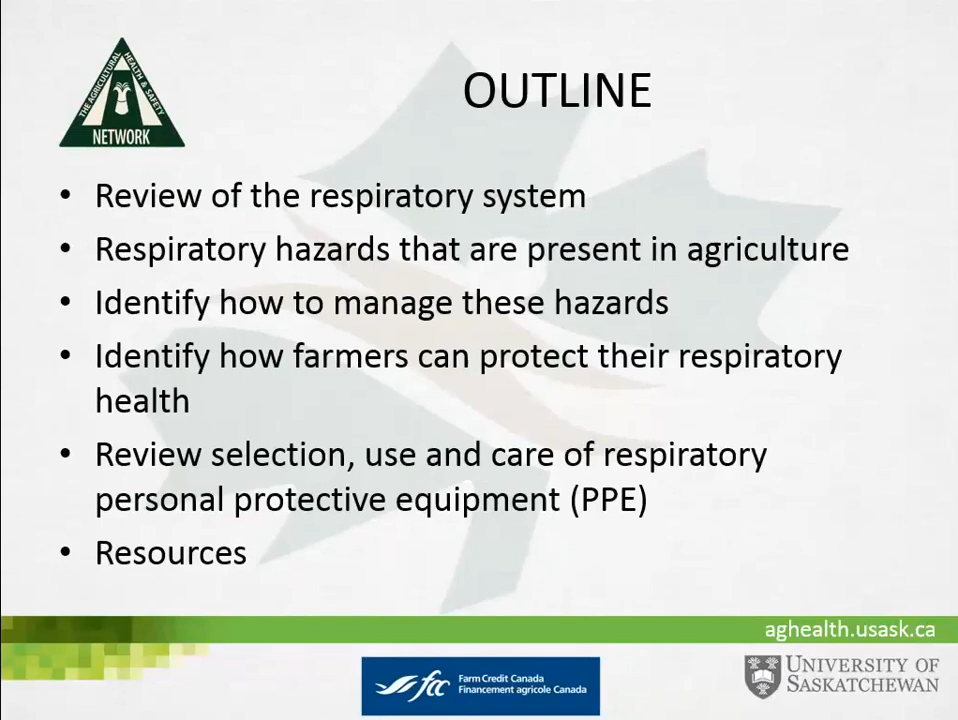 THE AGRICULTURAL
HEALTH & SAFETY
NETWORK
OUTLINE
• Review of the respiratory system
• Respiratory hazards that are present in agriculture
• Identify how to manage these hazards
• Identify how farmers can protect their respiratory
health
• Review selection, use and care of respiratory
personal protective equipment (PPE)
• Resources
aghealth.usask.ca
fcc
Farm Credit Canada
Financement agricole Canada
UNIVERSITY OF
SASKATCHEWAN